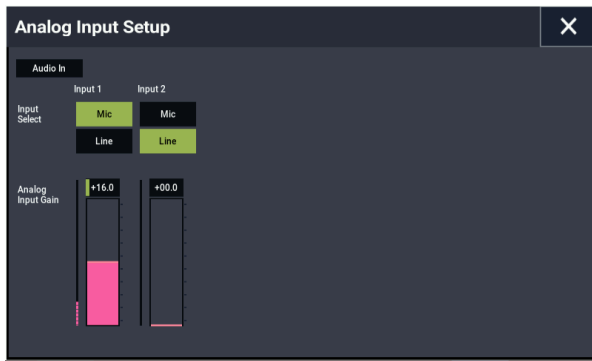 Analog Input Setup
Audio In
Input 1
Input 2
Input
Select
Mic
Mic
Line
Line
Analog
Input Gain
+16.0
+00.0